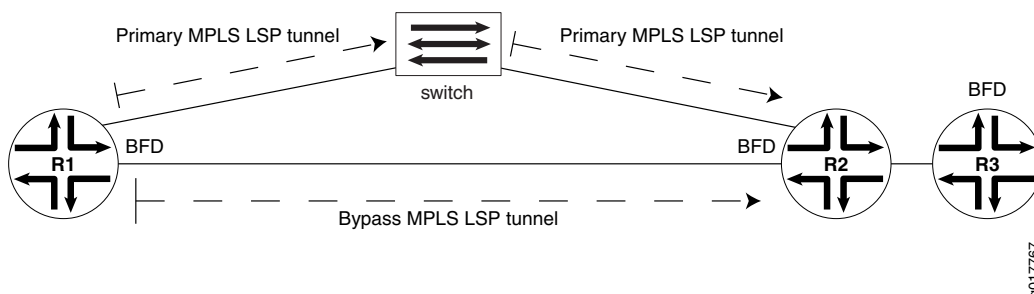 Primary MPLS LSP tunnel
Primary MPLS LSP tunnel
switch
BFD
R1
BFD
BFD
R2
R3
Bypass MPLS LSP tunnel
g017767